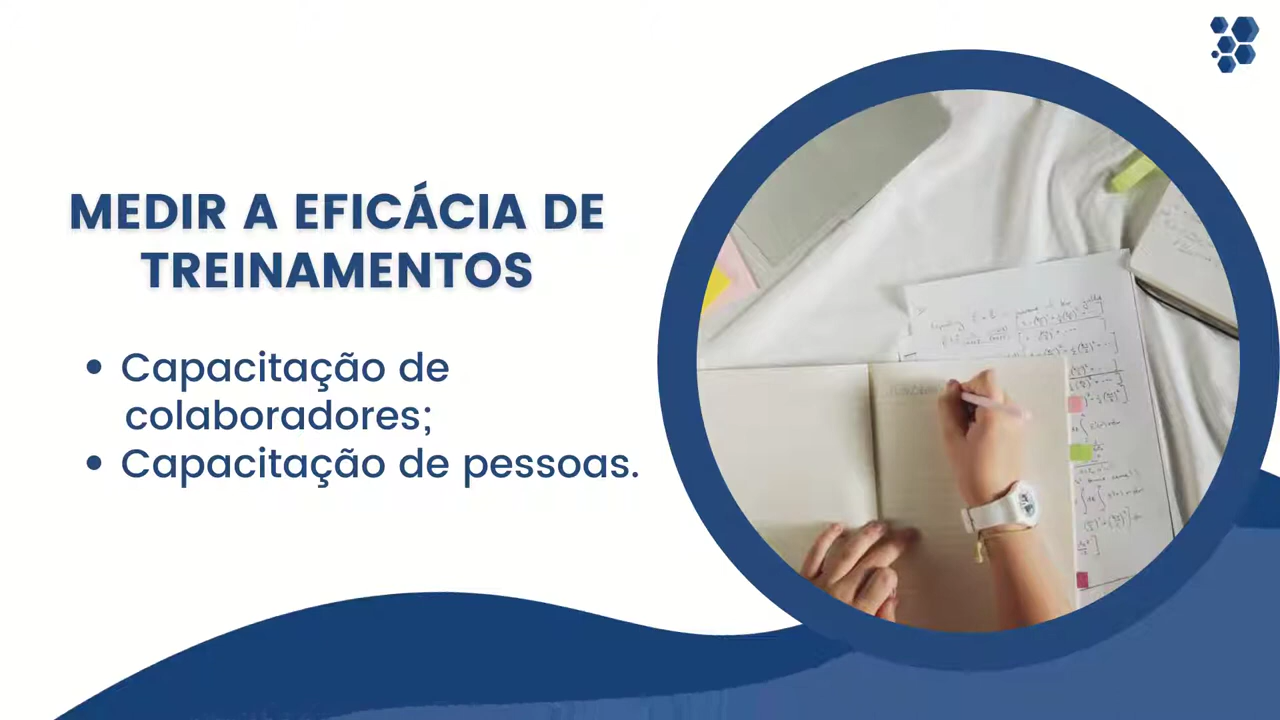 MEDIR A EFICÁCIA DE
TREINAMENTOS
• Capacitação de
colaboradores;
• Capacitação de pessoas.